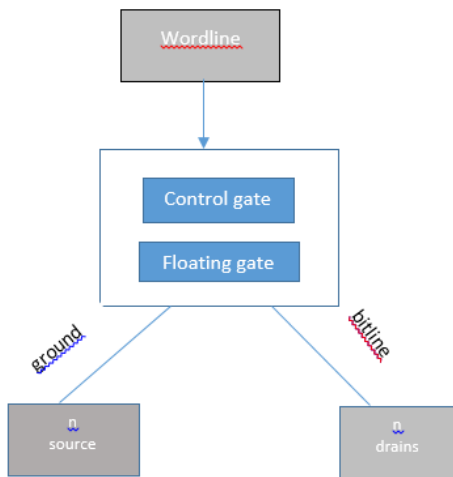 Wordline
Control gate
Floating gate
ground
bitline
n
source
n
drains